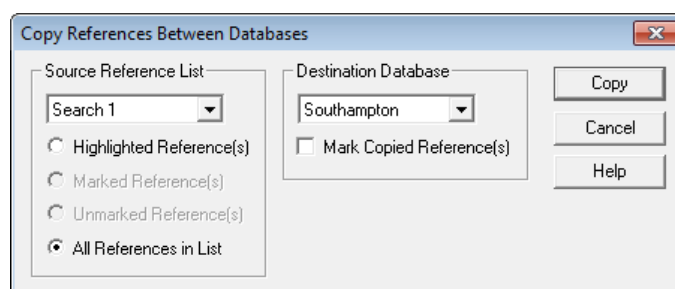 Copy References Between Databases
Source Reference List
Search 1
Highlighted Reference(s)
Marked Reference(s)
Unmarked Reference(s)
All References in List
Destination Database
Southampton
Mark Copied Reference(s)
Copy
Cancel
Help